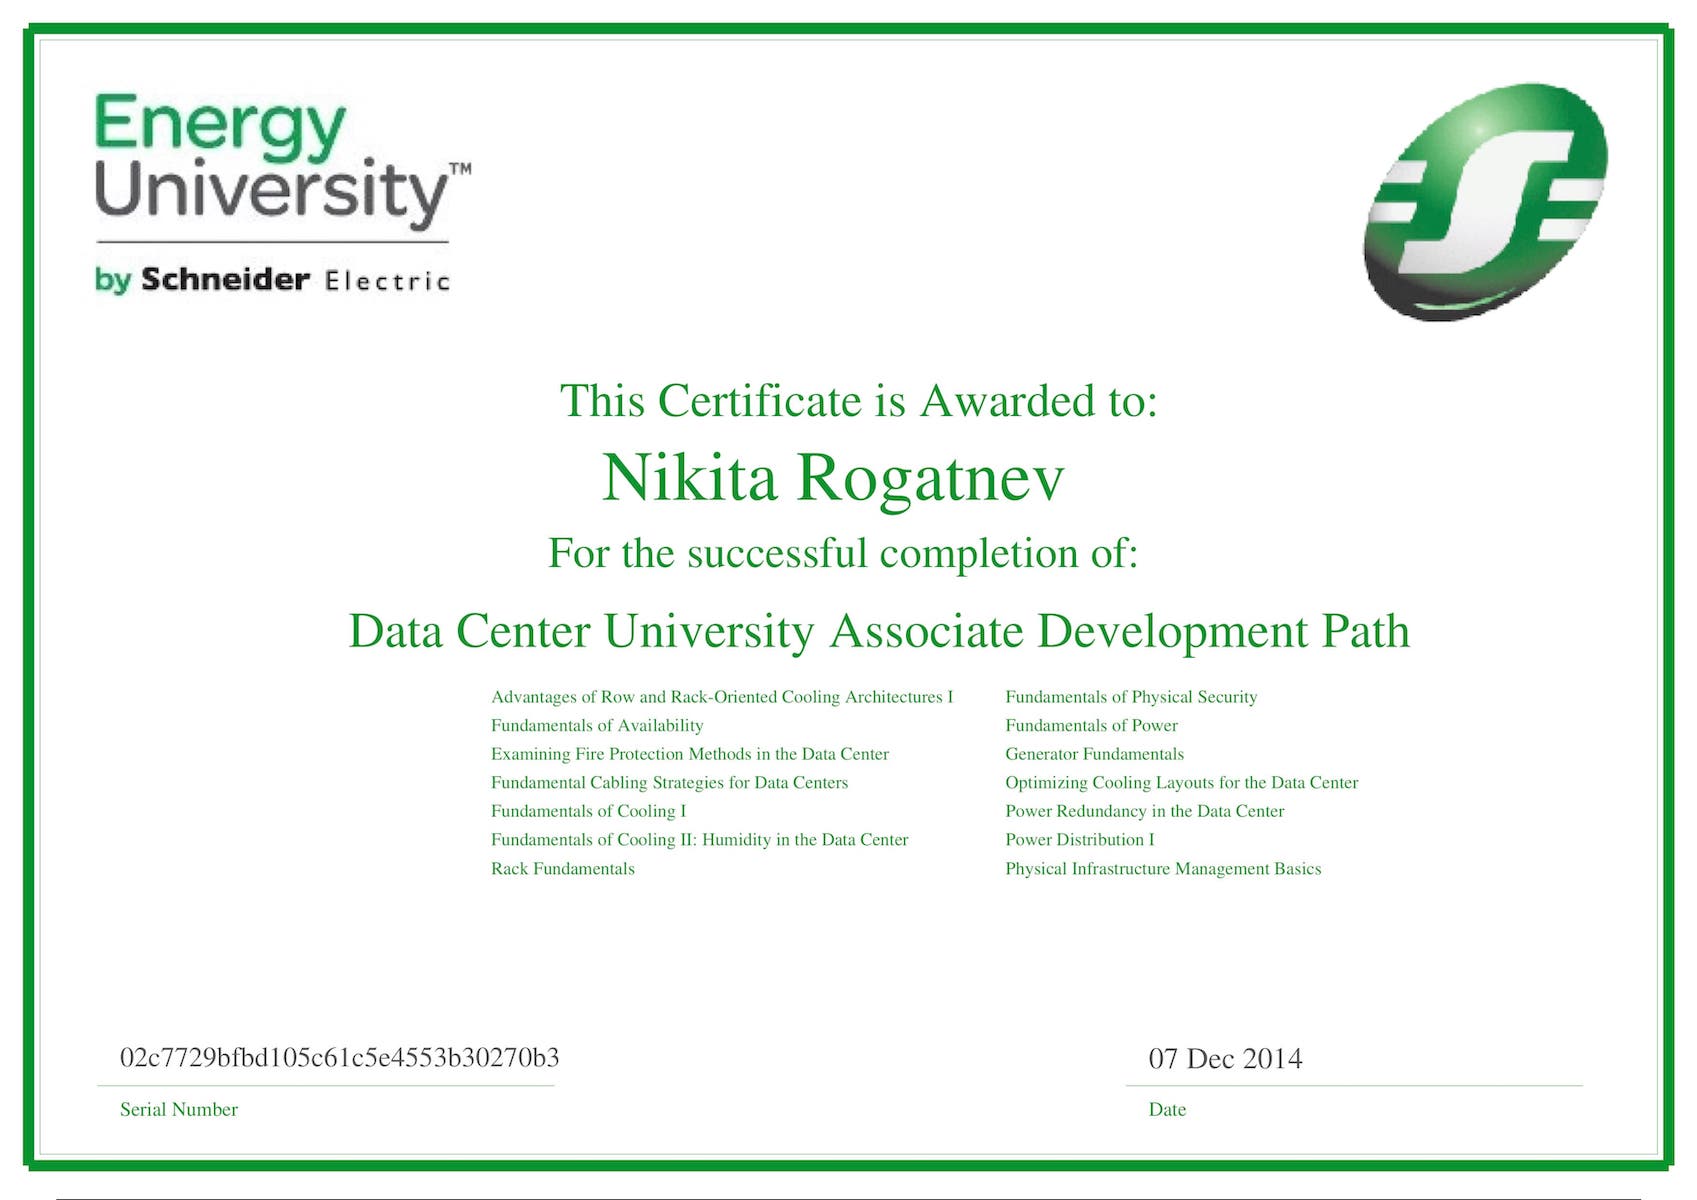 Energy
University™
by Schneider Electric
This Certificate is Awarded to:
Nikita Rogatnev
For the successful completion of:
Data Center University Associate Development Path
Advantages of Row and Rack-Oriented Cooling Architectures I
Fundamentals of Availability
Examining Fire Protection Methods in the Data Center
Fundamental Cabling Strategies for Data Centers
Fundamentals of Cooling I
Fundamentals of Cooling II: Humidity in the Data Center
Rack Fundamentals
Fundamentals of Physical Security
Fundamentals of Power
Generator Fundamentals
Optimizing Cooling Layouts for the Data Center
Power Redundancy in the Data Center
Power Distribution I
Physical Infrastructure Management Basics
02c7729bfbd105c61c5e4553b30270b3
Serial Number
07 Dec 2014
Date